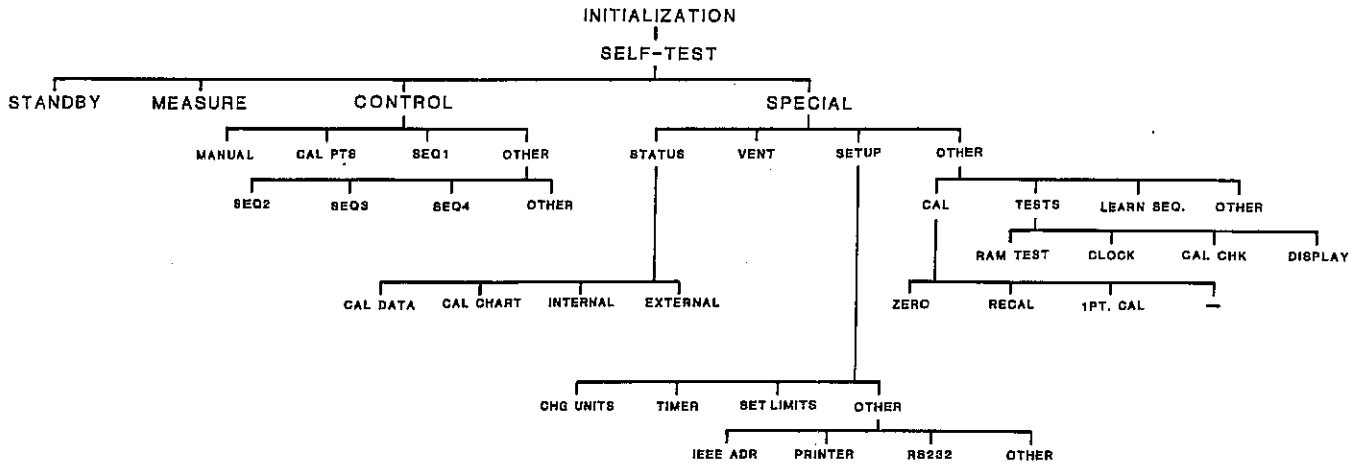 INITIALIZATION
SELF-TEST
STANDBY MEASURE CONTROL SPECIAL
MANUAL CAL PTS SEQ1 OTHER STATUS VENT SETUP OTHER
SEQ2 SEQ3 SEQ4 OTHER CAL TESTS LEARN SEQ. OTHER
RAM TEST CLOCK CAL CHK DISPLAY
CAL DATA CAL CHART INTERNAL EXTERNAL ZERO RECAL 1PT. CAL —
CHG UNITS TIMER SET LIMITS OTHER
IEEE ADR PRINTER RS232 OTHER